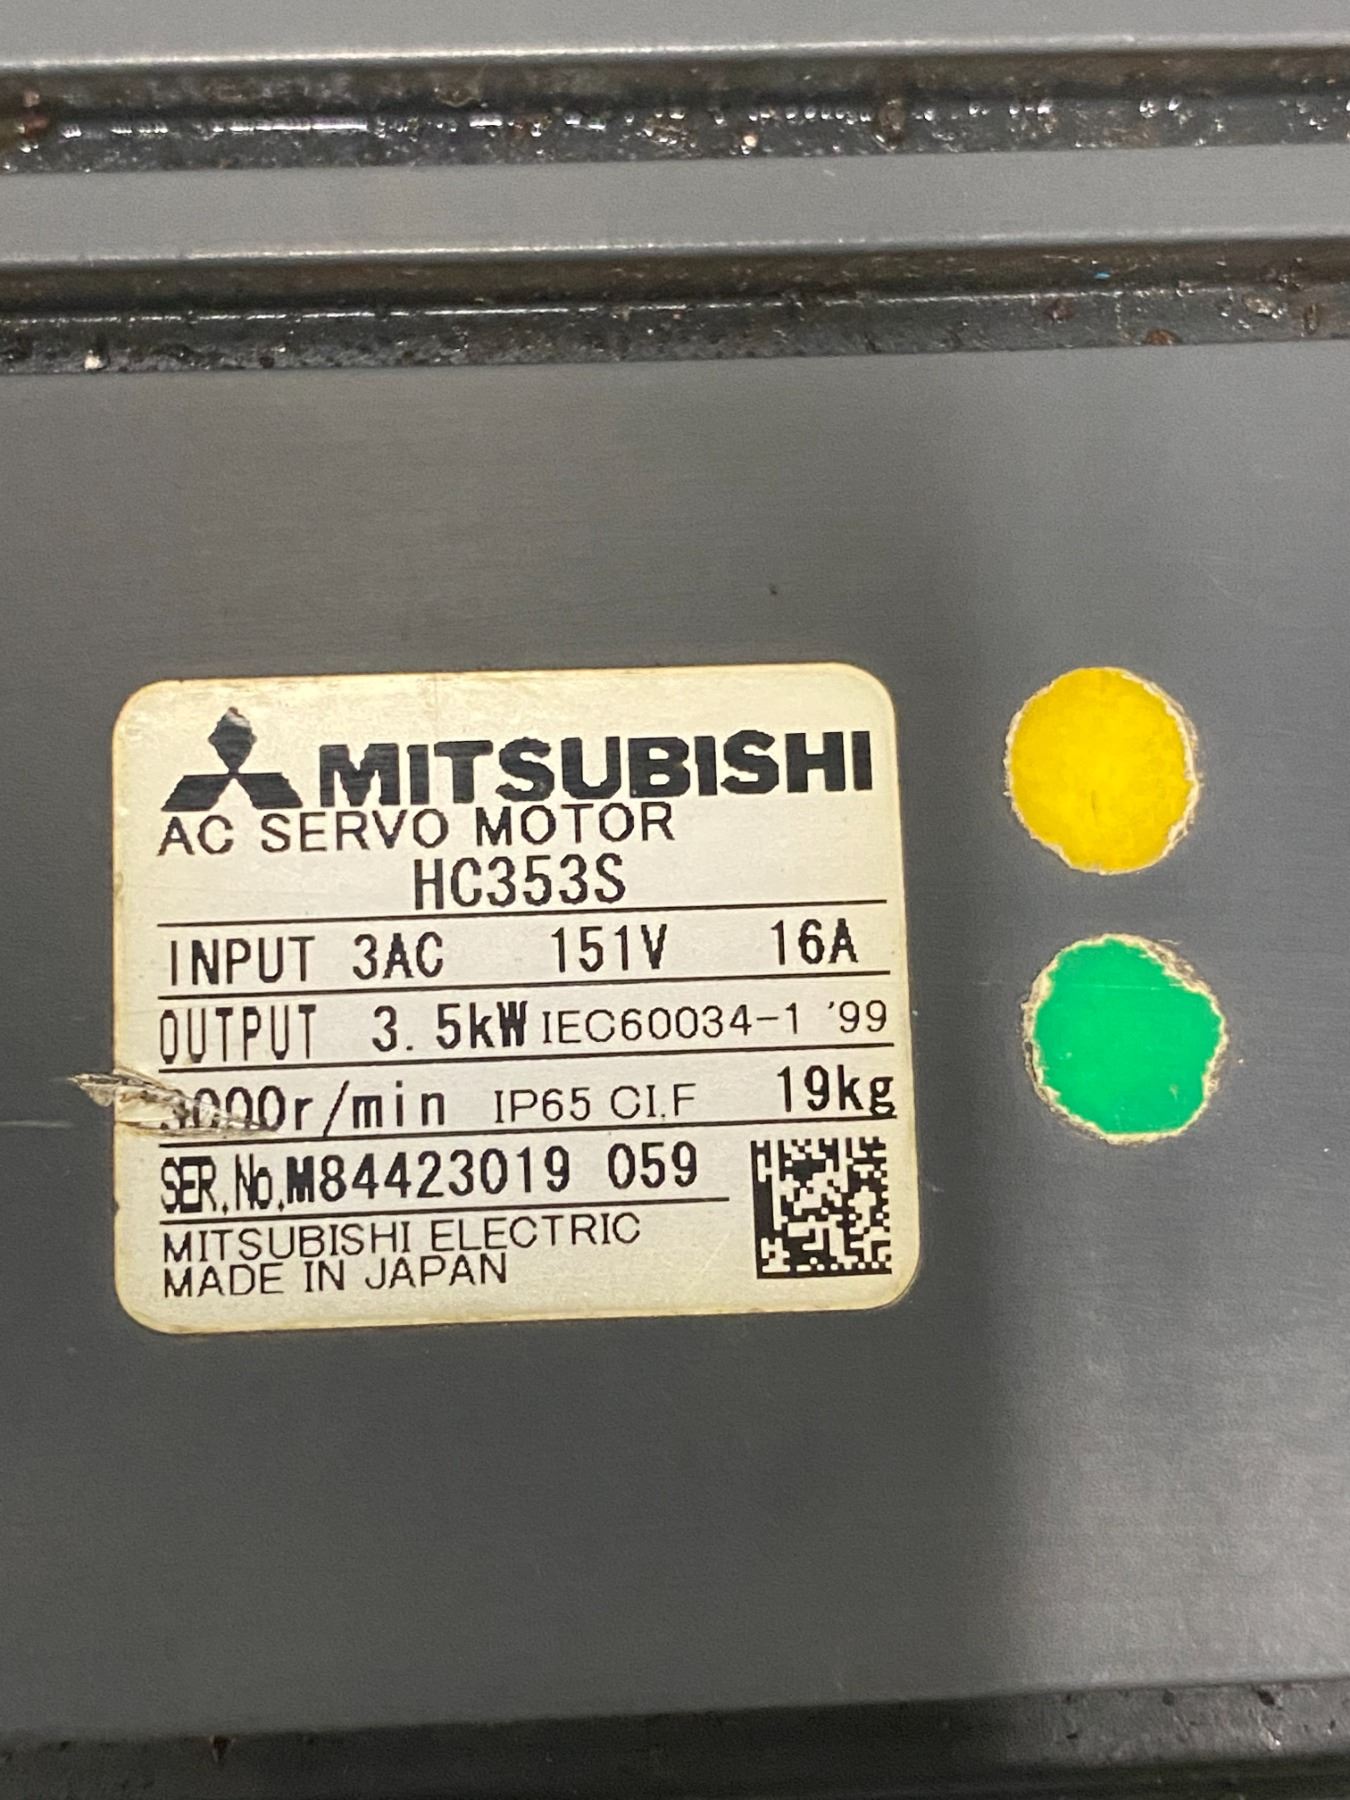 MITSUBISHI
AC SERVO MOTOR
HC353S
INPUT 3AC 151V 16A
OUTPUT 3.5kW IEC60034-1 '99
3000r/min IP65 CI.F 19kg
SER.No.M84423019 059
MITSUBISHI ELECTRIC
MADE IN JAPAN